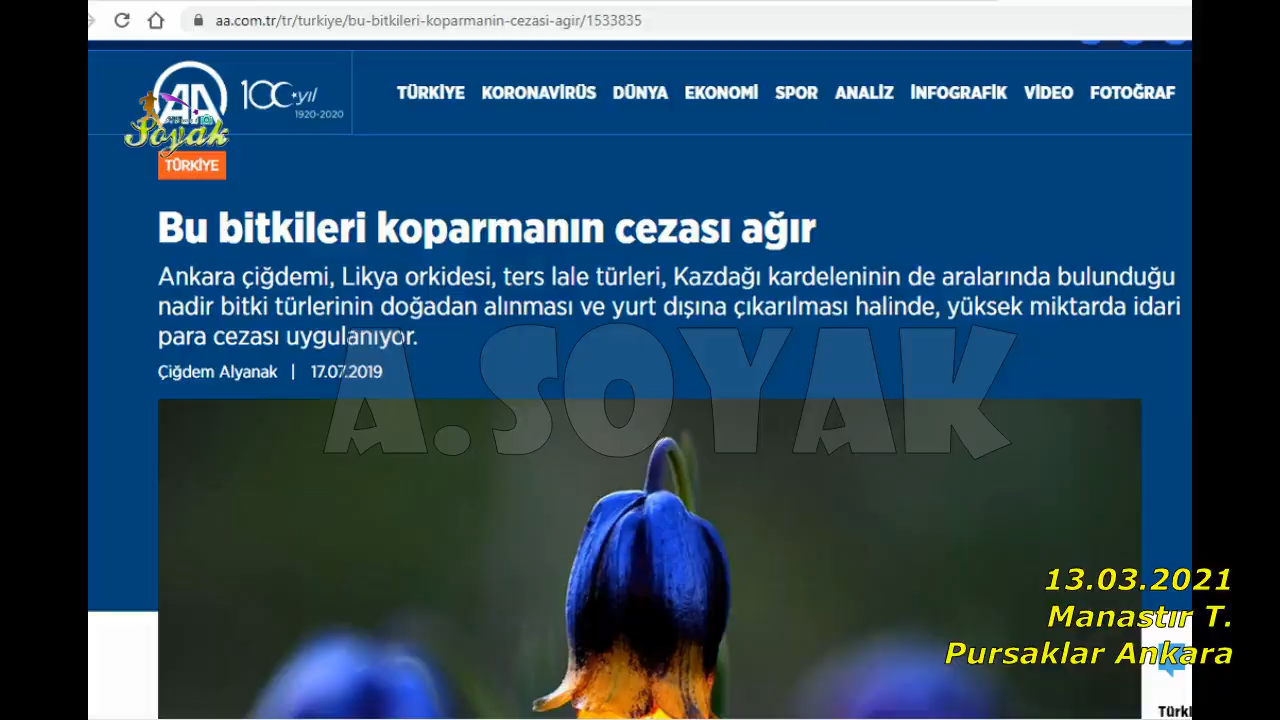 aa.com.tr/tr/turkiye/bu-bitkileri-koparmanin-cezasi-agir/1533835
AA
100.yıl
1920-2020
TÜRKİYE KORONAVİRÜS DÜNYA EKONOMİ SPOR ANALİZ İNFOGRAFİK VİDEO FOTOĞRAF
Soyak
TÜRKİYE
Bu bitkileri koparmanın cezası ağır
Ankara çiğdemi, Likya orkidesi, ters lale türleri, Kazdağı kardeleninin de aralarında bulunduğu
nadir bitki türlerinin doğadan alınması ve yurt dışına çıkarılması halinde, yüksek miktarda idari
para cezası uygulanıyor.
Çiğdem Alyanak | 17.07.2019
A.SOYAK
13.03.2021
Manastır T.
Pursaklar Ankara
Türki